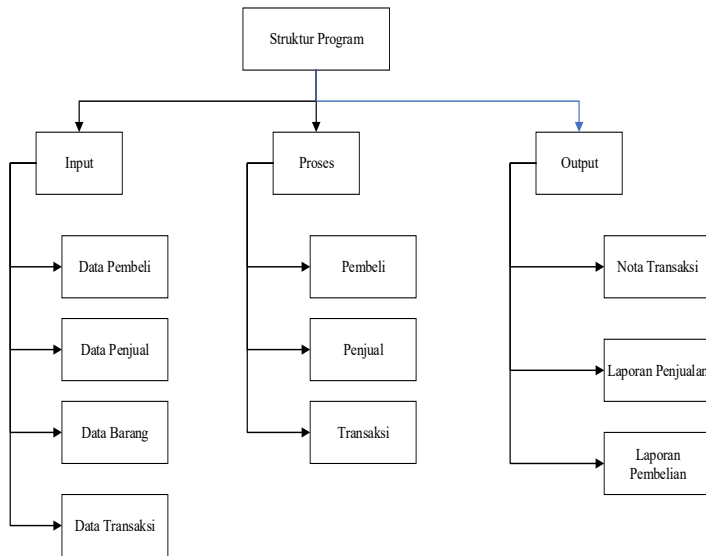 Struktur Program
Input
Proses
Output
Data Pembeli
Pembeli
Nota Transaksi
Data Penjual
Penjual
Laporan Penjualan
Data Barang
Transaksi
Laporan
Pembelian
Data Transaksi